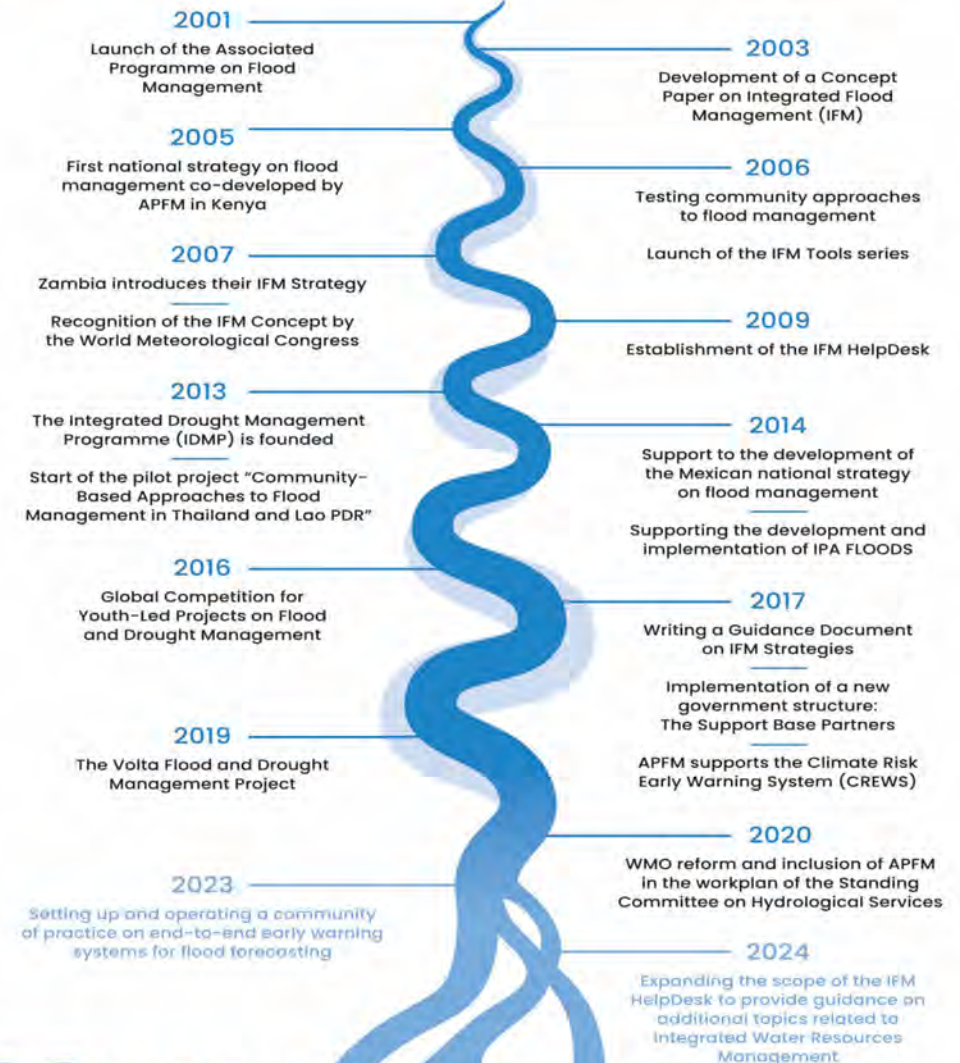 2001
Launch of the Associated
Programme on Flood
Management
2003
Development of a Concept
Paper on Integrated Flood
Management (IFM)
2005
First national strategy on flood
management co-developed by
APFM in Kenya
2006
Testing community approaches
to flood management
Launch of the IFM Tools series
2007
Zambia introduces their IFM Strategy
Recognition of the IFM Concept by
the World Meteorological Congress
2009
Establishment of the IFM HelpDesk
2013
The Integrated Drought Management
Programme (IDMP) is founded
Start of the pilot project "Community-
Based Approaches to Flood
Management in Thailand and Lao PDR"
2014
Support to the development of
the Mexican national strategy
on flood management
Supporting the development and
implementation of IPA FLOODS
2016
Global Competition for
Youth-Led Projects on Flood
and Drought Management
2017
Writing a Guidance Document
on IFM Strategies
Implementation of a new
government structure:
The Support Base Partners
APFM supports the Climate Risk
Early Warning System (CREWS)
2019
The Volta Flood and Drought
Management Project
2020
WMO reform and inclusion of APFM
in the workplan of the Standing
Committee on Hydrological Services
2023
Setting up and operating a community
of practice on end-to-end early warning
systems for flood forecasting
2024
Expanding the scope of the IFM
HelpDesk to provide guidance on
additional topics related to
Integrated Water Resources
Management